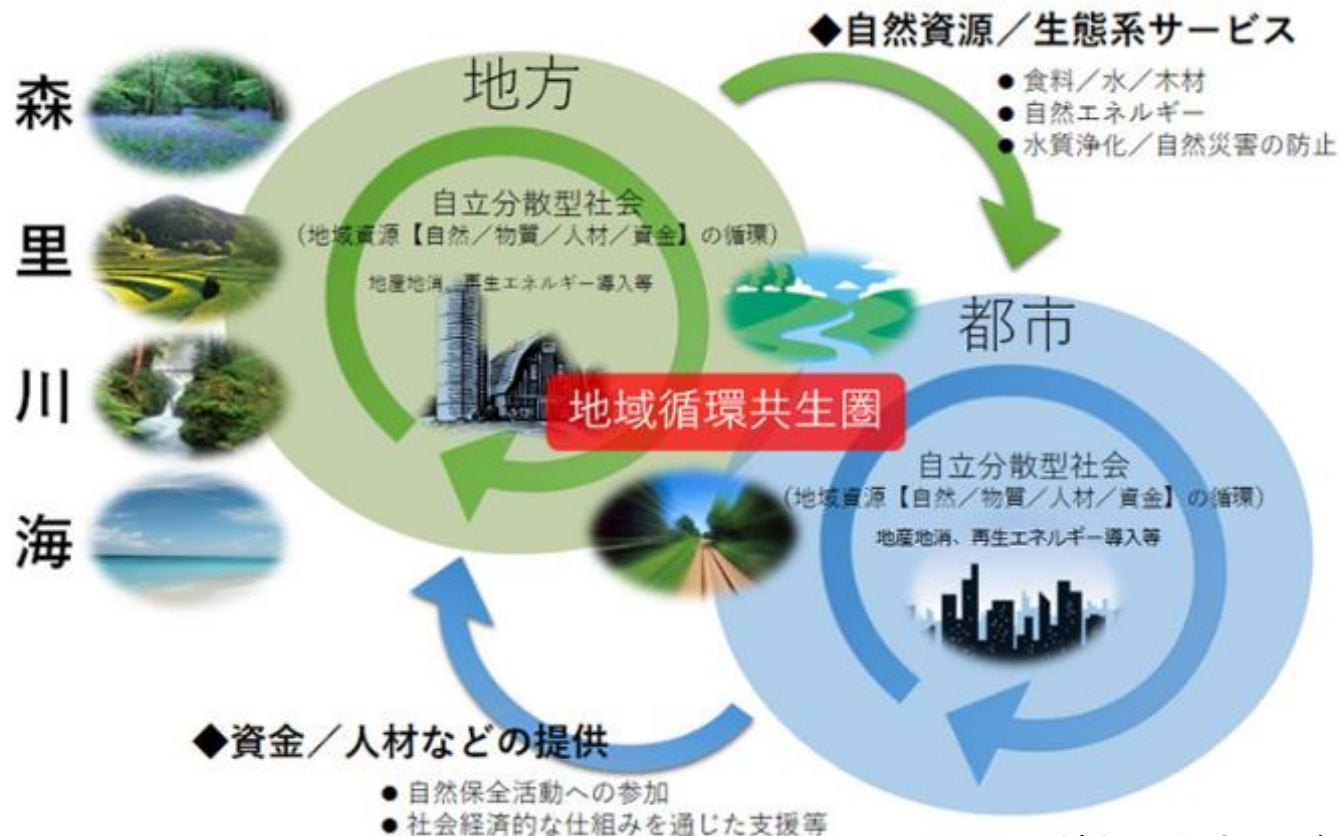 ◆自然資源／生態系サービス
● 食料／水／木材
● 自然エネルギー
● 水質浄化／自然災害の防止
森
里
川
海
地方
自立分散型社会
（地域資源【自然／物質／人材／資金】の循環）
地産地消、再生エネルギー導入等
地域循環共生圏
都市
自立分散型社会
（地域資源【自然／物質／人材／資金】の循環）
地産地消、再生エネルギー導入等
◆資金／人材などの提供
● 自然保全活動への参加
● 社会経済的な仕組みを通じた支援等